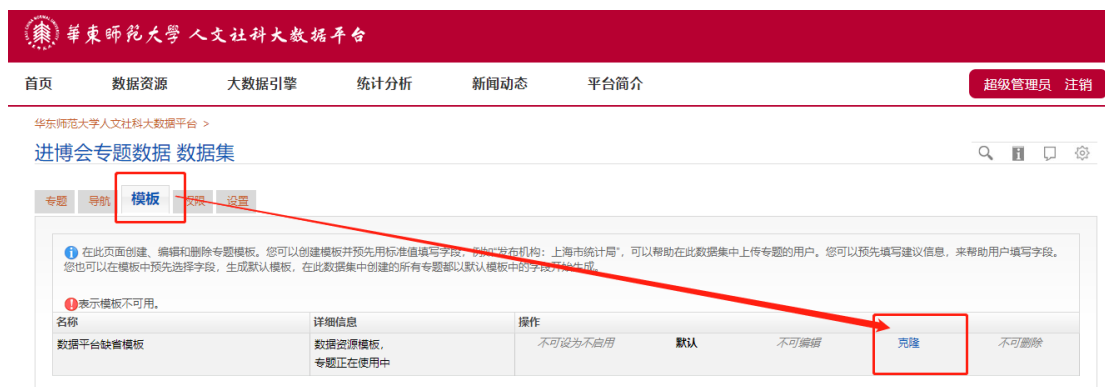 華東師範大學 人文社科大数据平台
首页 数据资源 大数据引擎 统计分析 新闻动态 平台简介 超级管理员 注销
华东师范大学人文社科大数据平台 >
进博会专题数据 数据集
专题 导航 模板 权限 设置
在此页面创建、编辑和删除专题模板。您可以创建模板并预先用标准值填写字段，例如“发布机构：上海市统计局”，可以帮助在此数据集中上传专题的用户。您可以预先填写建议信息，来帮助用户填写字段。
您也可以在模板中预先选择字段，生成默认模板，在此数据集中创建的所有专题都以默认模板中的字段开始生成。
表示模板不可用。
名称 详细信息 操作
数据平台缺省模板 数据资源模板, 不可设为不启用 默认 不可编辑 克隆 不可删除
专题正在使用中